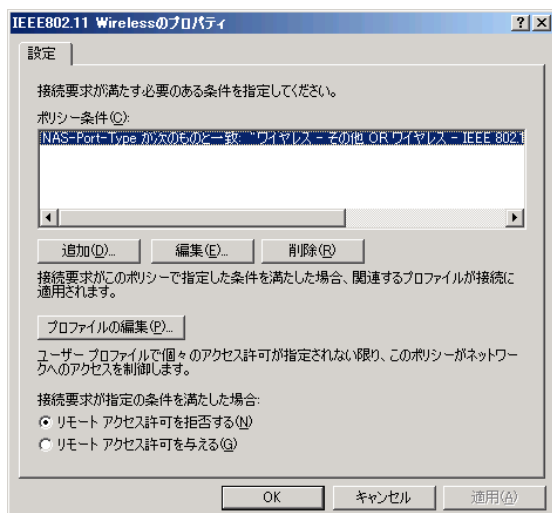 IEEE802.11 Wirelessのプロパティ
設定
接続要求が満たす必要のある条件を指定してください。
ポリシー条件(C):
NAS-Port-Type が次のものと一致: "ワイヤレス - その他 OR ワイヤレス - IEEE 802.1
追加(D)...
編集(E)...
削除(R)
接続要求がこのポリシーで指定した条件を満たした場合、関連するプロファイルが接続に
適用されます。
プロファイルの編集(P)...
ユーザー プロファイルで個々のアクセス許可が指定されない限り、このポリシーがネットワー
クへのアクセスを制御します。
接続要求が指定の条件を満たした場合:
リモート アクセス許可を拒否する(N)
リモート アクセス許可を与える(G)
OK
キャンセル
適用(A)